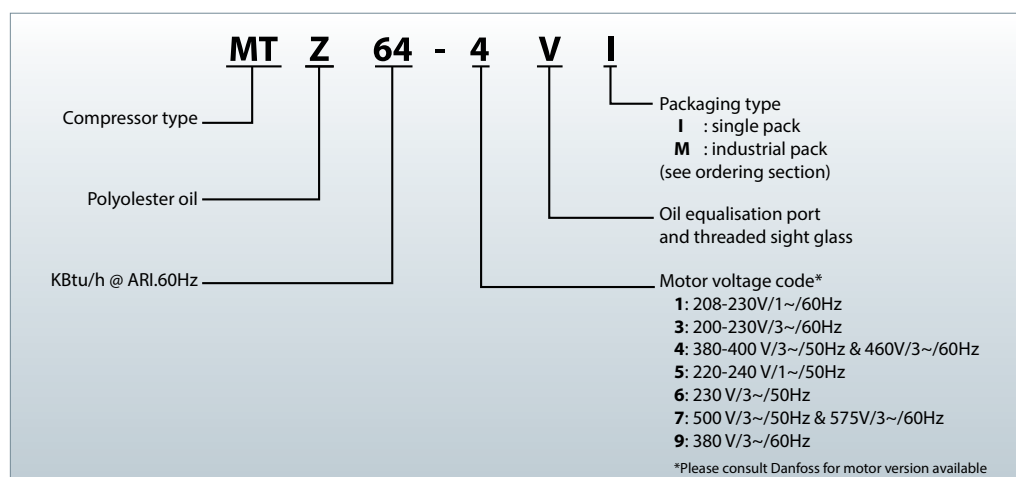 MT Z 64 - 4 V I
Compressor type
Polyolester oil
KBtu/h @ ARI.60Hz
Packaging type
I : single pack
M : industrial pack
(see ordering section)
Oil equalisation port
and threaded sight glass
Motor voltage code*
1: 208-230V/1~/60Hz
3: 200-230V/3~/60Hz
4: 380-400 V/3~/50Hz & 460V/3~/60Hz
5: 220-240 V/1~/50Hz
6: 230 V/3~/50Hz
7: 500 V/3~/50Hz & 575V/3~/60Hz
9: 380 V/3~/60Hz
*Please consult Danfoss for motor version available